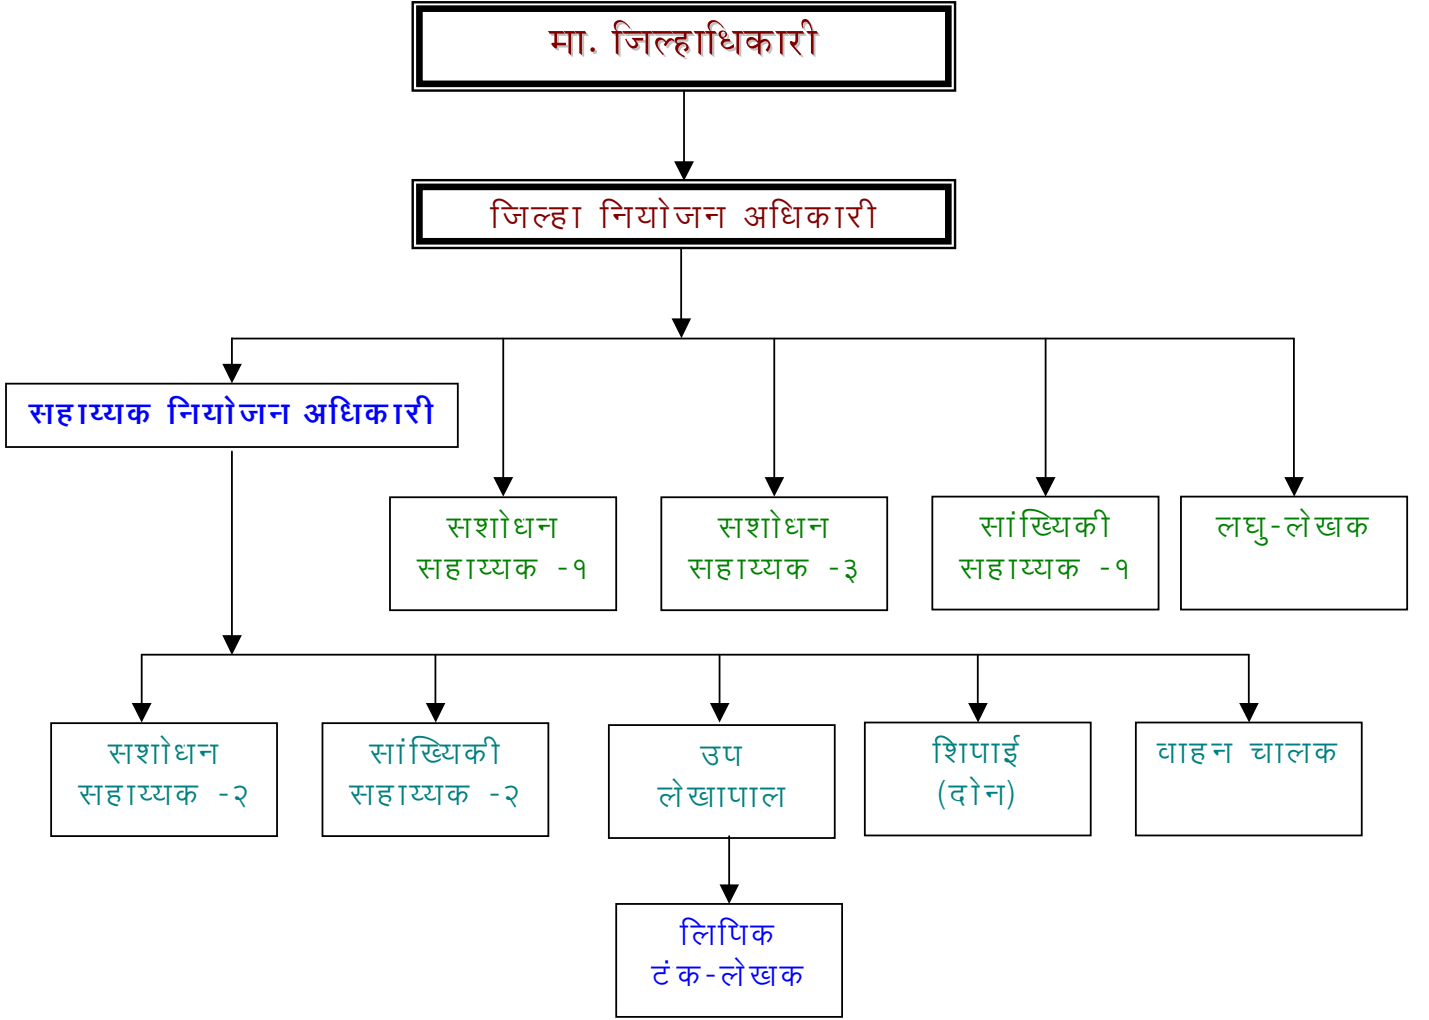 मा. जिल्हाधिकारी
जिल्हा नियोजन अधिकारी
सहाय्यक नियोजन अधिकारी
सशोधन
सहाय्यक -१
सशोधन
सहाय्यक -३
सांख्यिकी
सहाय्यक -१
लघु-लेखक
सशोधन
सहाय्यक -२
सांख्यिकी
सहाय्यक -२
उप
लेखापाल
शिपाई
(दोन)
वाहन चालक
लिपिक
टंक-लेखक